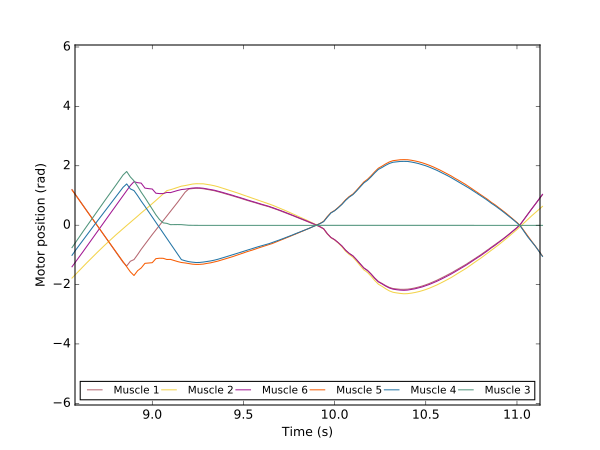 6
4
2
0
−2
−4
−6
Motor position (rad)
Muscle 1 Muscle 2 Muscle 6 Muscle 5 Muscle 4 Muscle 3
9.0 9.5 10.0 10.5 11.0
Time (s)